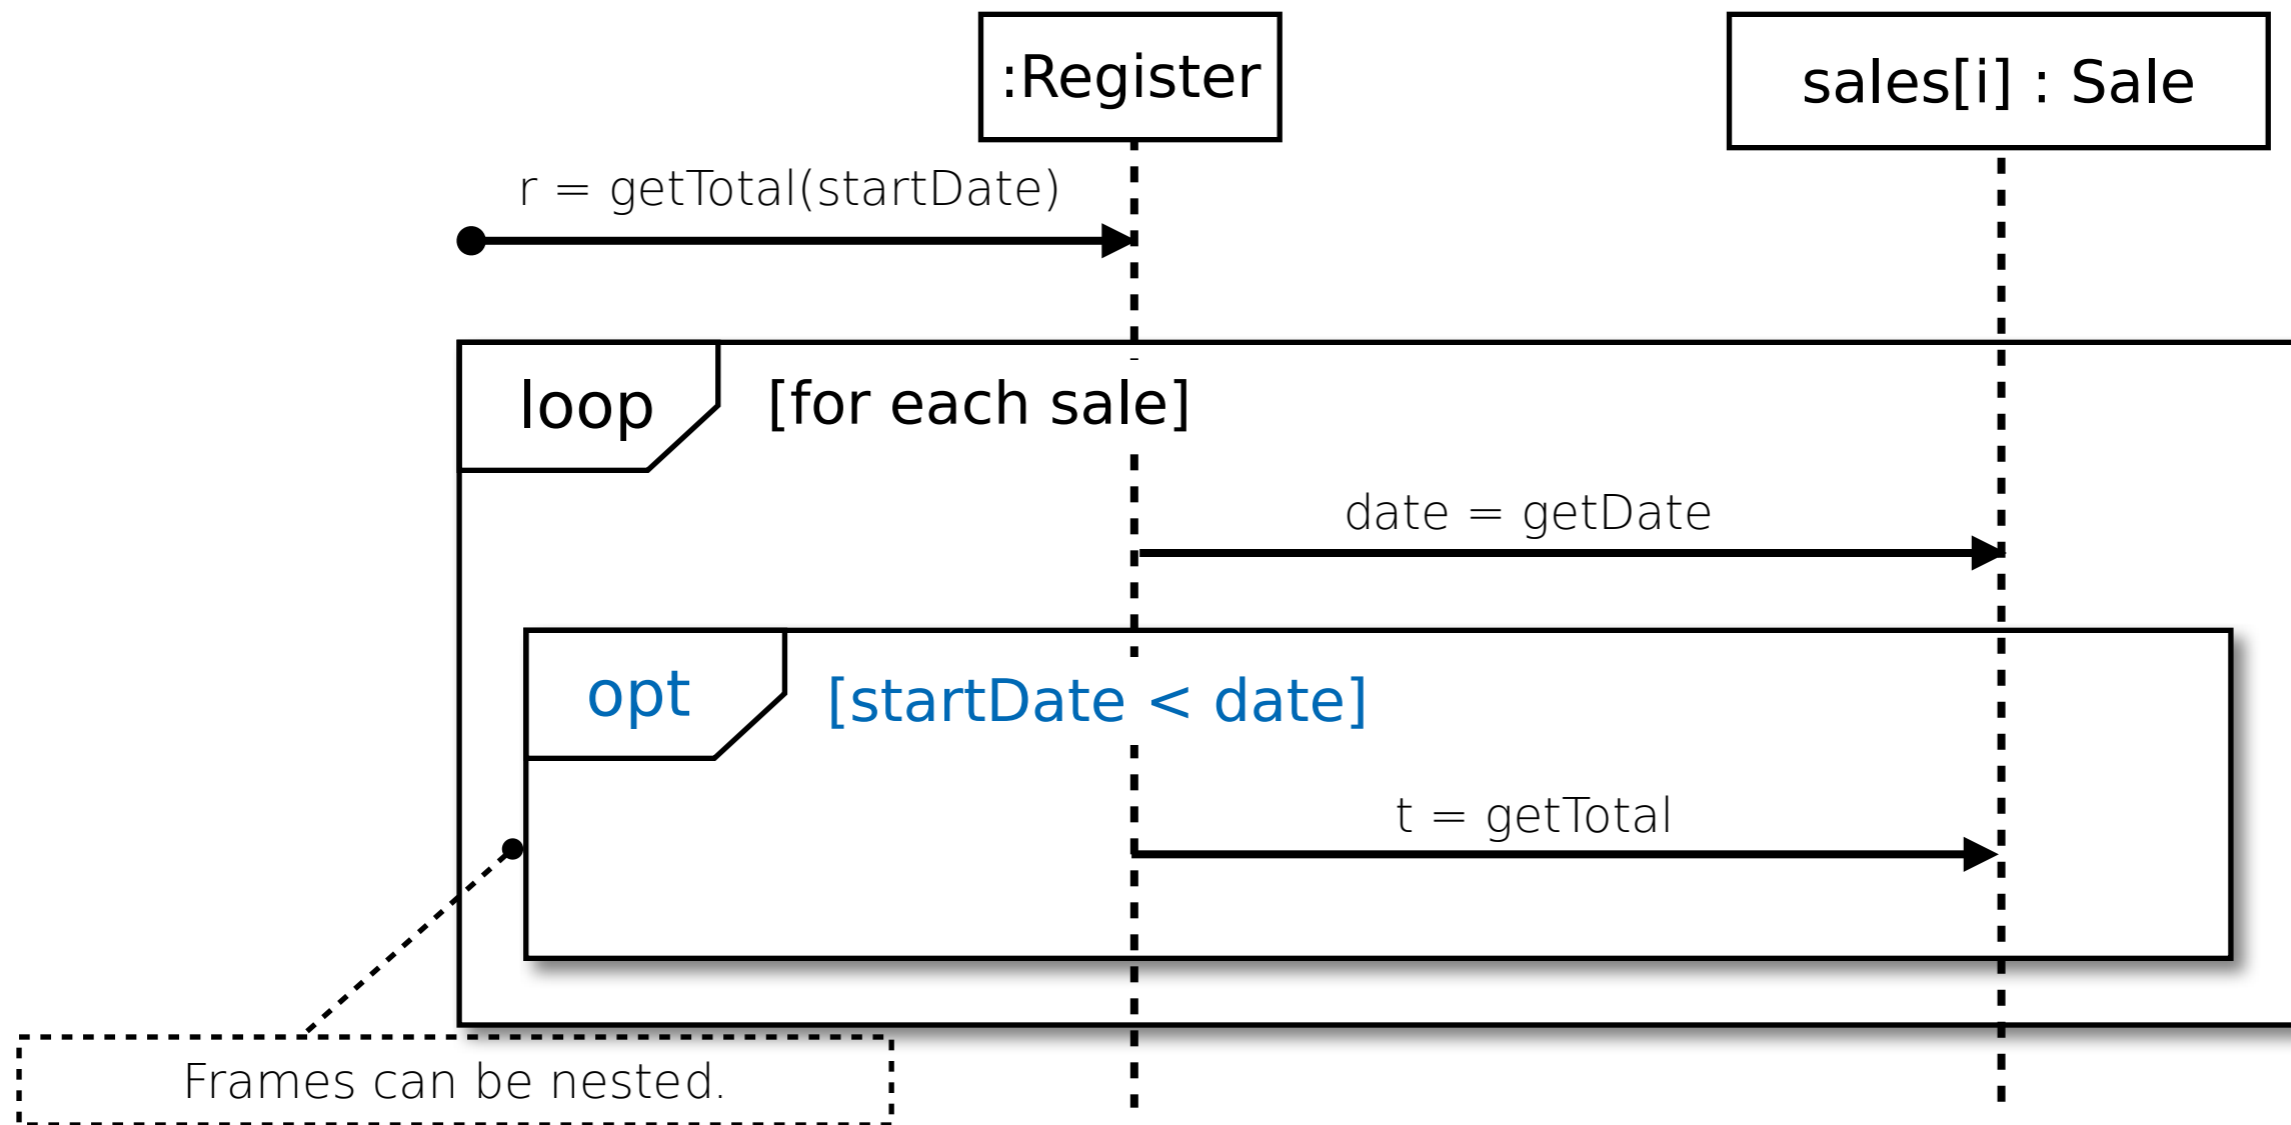 :Register
sales[i] : Sale
r = getTotal(startDate)
loop
[for each sale]
date = getDate
opt
[startDate < date]
t = getTotal
Frames can be nested.